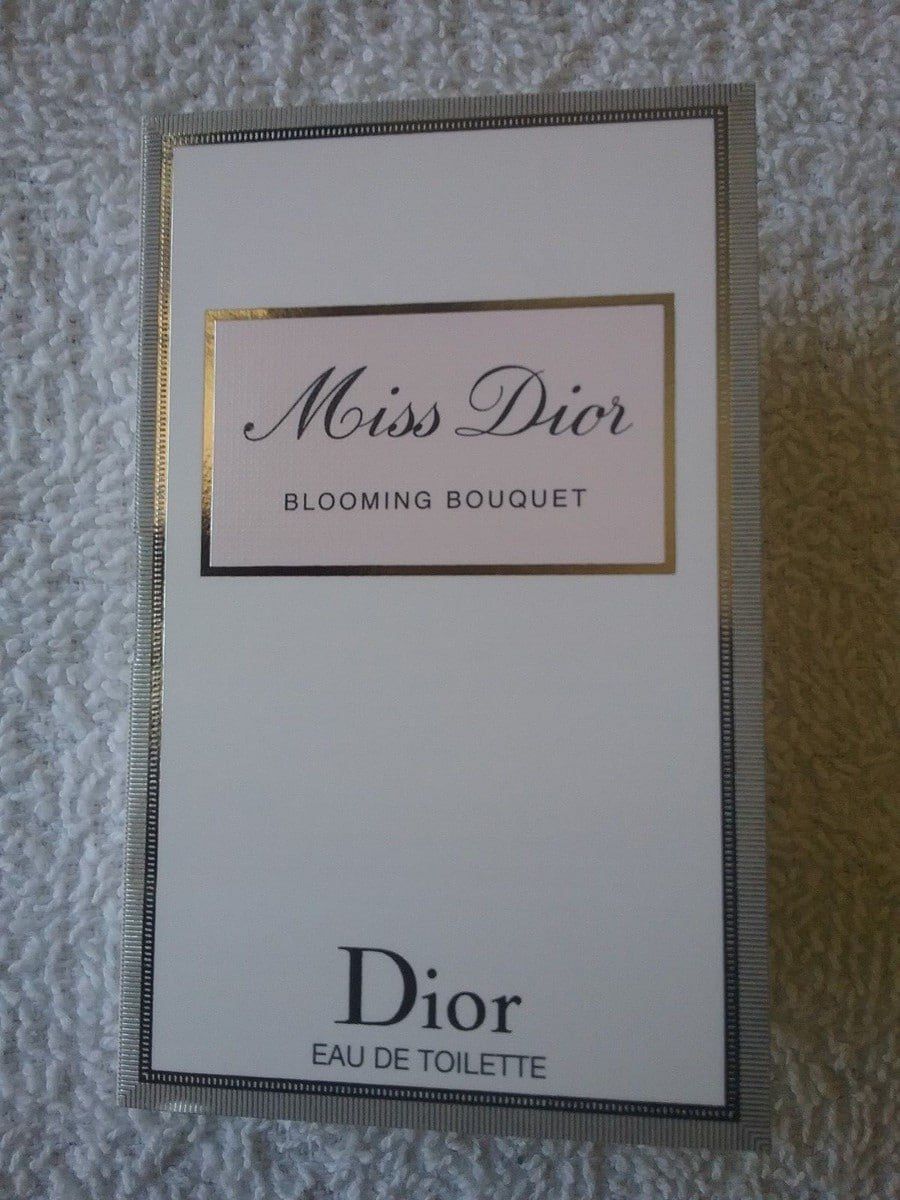 Miss Dior
BLOOMING BOUQUET
Dior
EAU DE TOILETTE